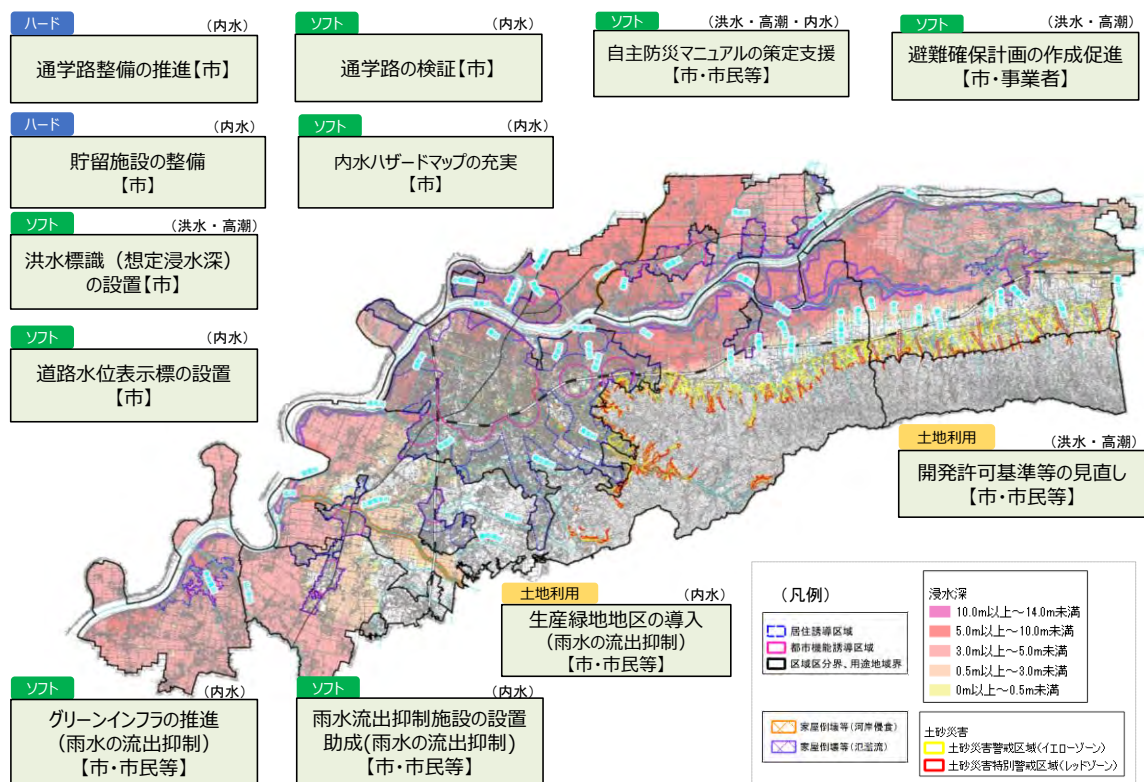 ハード
(内水)
通学路整備の推進【市】
ソフト
(内水)
通学路の検証【市】
ソフト
(洪水・高潮・内水)
自主防災マニュアルの策定支援
【市・市民等】
ソフト
(洪水・高潮)
避難確保計画の作成促進
【市・事業者】
ハード
(内水)
貯留施設の整備
【市】
ソフト
(内水)
内水ハザードマップの充実
【市】
ソフト
(洪水・高潮)
洪水標識(想定浸水深)
の設置【市】
ソフト
(内水)
道路水位表示標の設置
【市】
土地利用
(洪水・高潮)
開発許可基準等の見直し
【市・市民等】
土地利用
(内水)
生産緑地地区の導入
(雨水の流出抑制)
【市・市民等】
ソフト
(内水)
グリーンインフラの推進
(雨水の流出抑制)
【市・市民等】
ソフト
(内水)
雨水流出抑制施設の設置
助成(雨水の流出抑制)
【市・市民等】
(凡例)
居住誘導区域
都市機能誘導区域
区域区分界、用途地域界
家屋倒壊等(河岸侵食)
家屋倒壊等(氾濫流)
浸水深
10.0m以上~14.0m未満
5.0m以上~10.0m未満
3.0m以上~5.0m未満
0.5m以上~3.0m未満
0m以上~0.5m未満
土砂災害
土砂災害警戒区域(イエローゾーン)
土砂災害特別警戒区域(レッドゾーン)